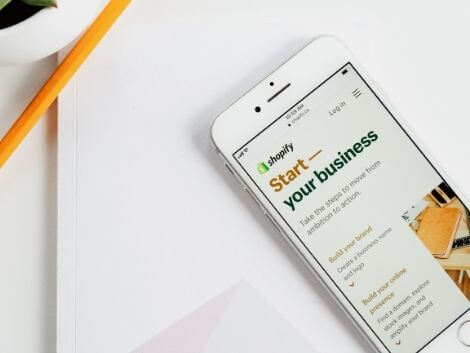 10:58 AM
shopify.ca
Log in
shopify
Start —
your business
Take the steps to move from
ambition to action.
Build your brand
Create a business name
and logo
Build your online
presence
Find a domain, explore
stock images, and
amplify your brand